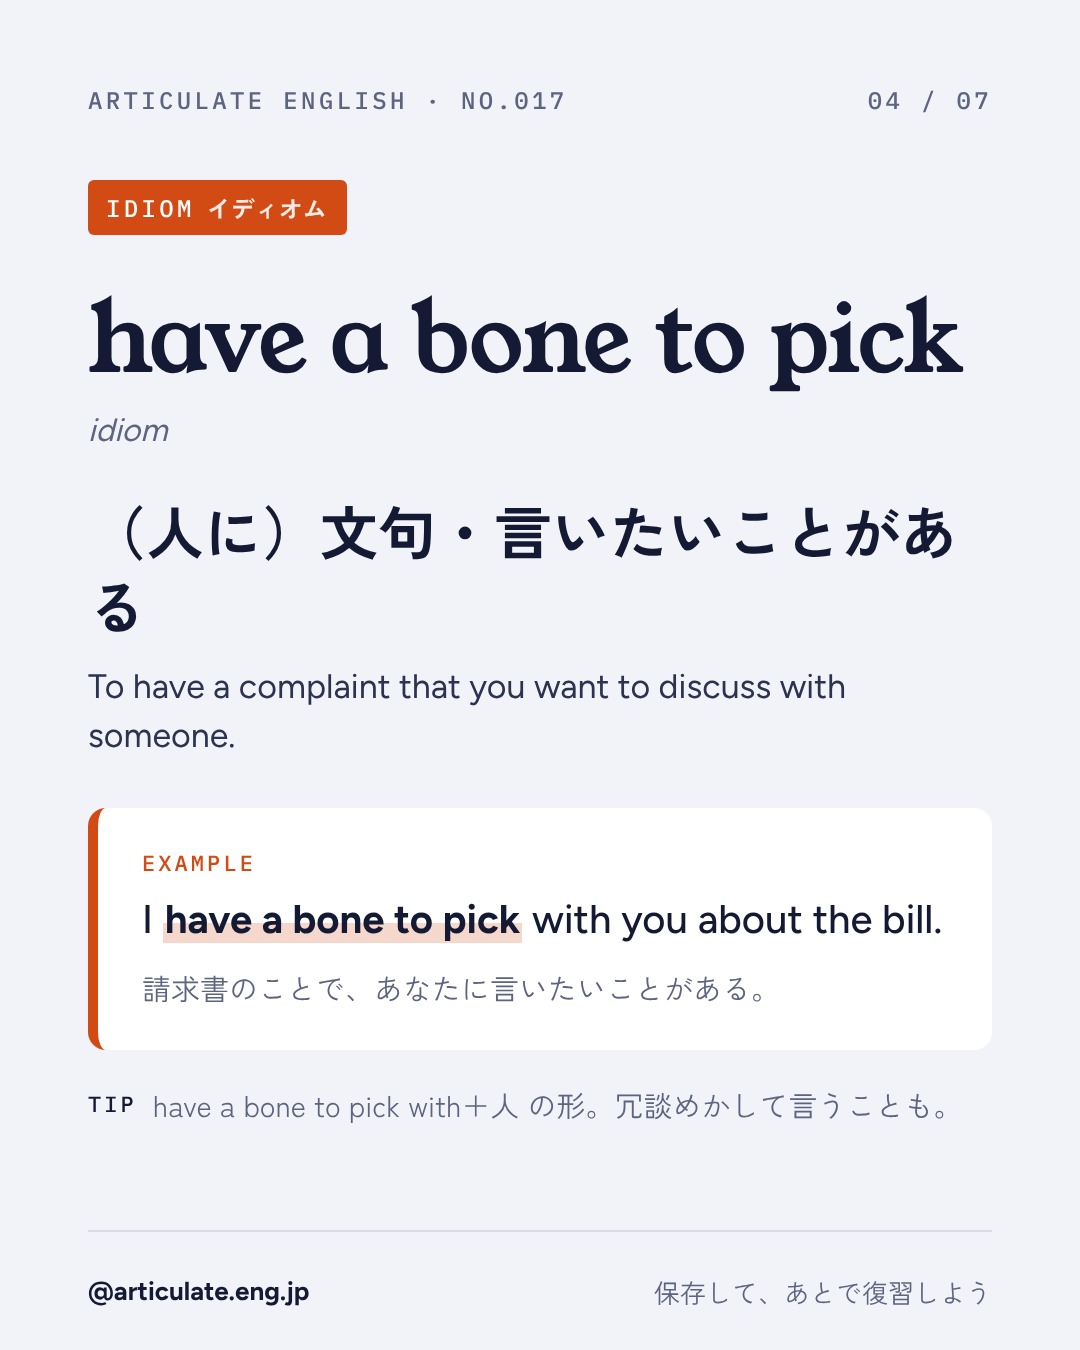 ARTICULATE ENGLISH · NO.017
04 / 07
IDIOM イディオム
have a bone to pick
idiom
（人に）文句・言いたいことがあ
る
To have a complaint that you want to discuss with
someone.
EXAMPLE
I have a bone to pick with you about the bill.
請求書のことで、あなたに言いたいことがある。
TIP have a bone to pick with＋人 の形。冗談めかして言うことも。
@articulate.eng.jp
保存して、あとで復習しよう